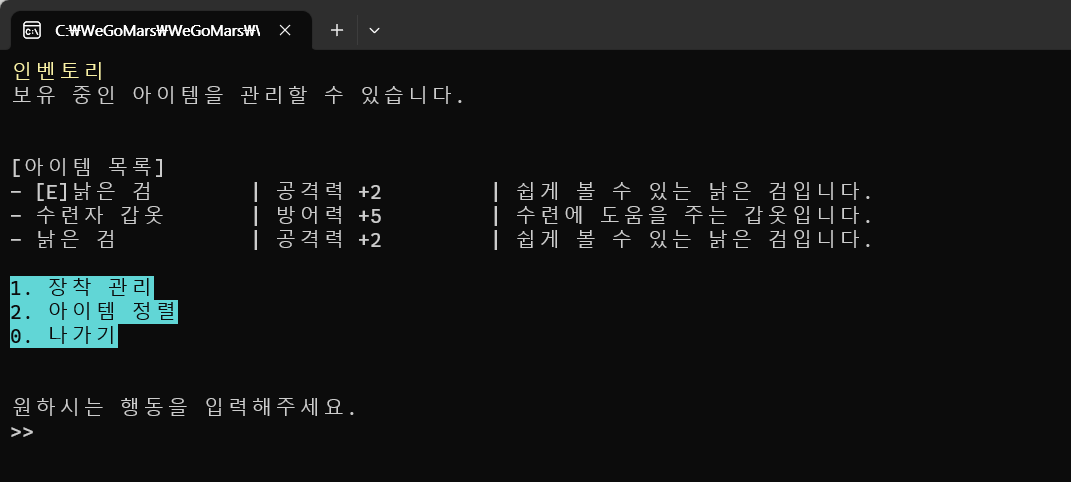 C:\WeGoMars\WeGoMars\
인벤토리
보유 중인 아이템을 관리할 수 있습니다.
[아이템 목록]
- [E]낡은 검 | 공격력 +2 | 쉽게 볼 수 있는 낡은 검입니다.
- 수련자 갑옷 | 방어력 +5 | 수련에 도움을 주는 갑옷입니다.
- 낡은 검 | 공격력 +2 | 쉽게 볼 수 있는 낡은 검입니다.
1. 장착 관리
2. 아이템 정렬
0. 나가기
원하시는 행동을 입력해주세요.
>>